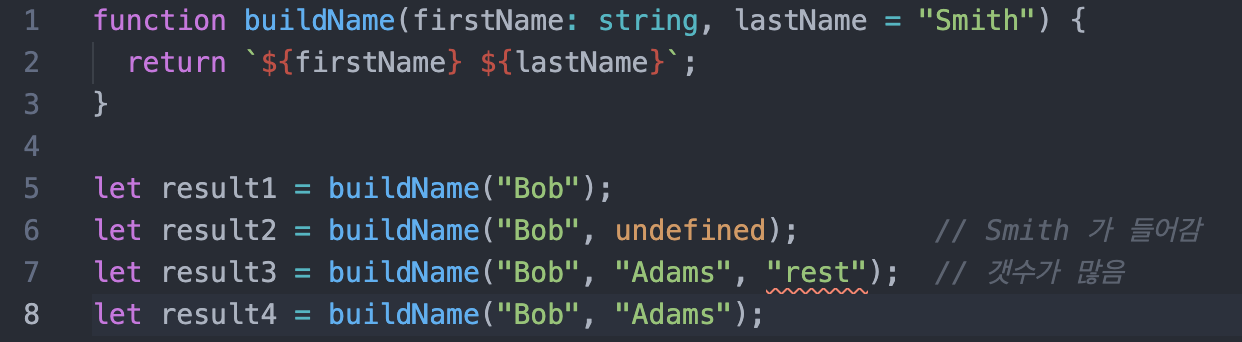 1 function buildName(firstName: string, lastName = "Smith") {
2 return `${firstName} ${lastName}`;
3 }
4
5 let result1 = buildName("Bob");
6 let result2 = buildName("Bob", undefined); // Smith 가 들어감
7 let result3 = buildName("Bob", "Adams", "rest"); // 갯수가 많음
8 let result4 = buildName("Bob", "Adams");